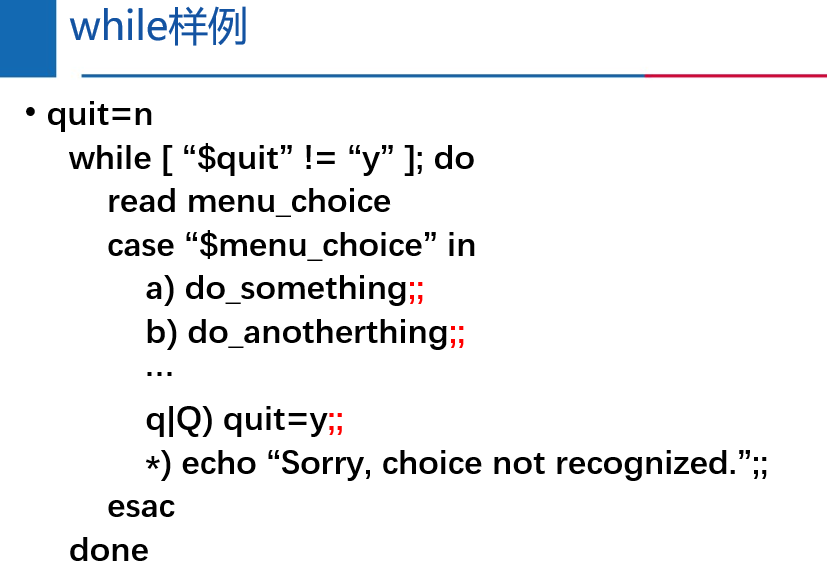 while样例
• quit=n
while [ “$quit” != “y” ]; do
read menu_choice
case “$menu_choice” in
a) do_something;;
b) do_anotherthing;;
…
q|Q) quit=y;;
*) echo “Sorry, choice not recognized.”;;
esac
done